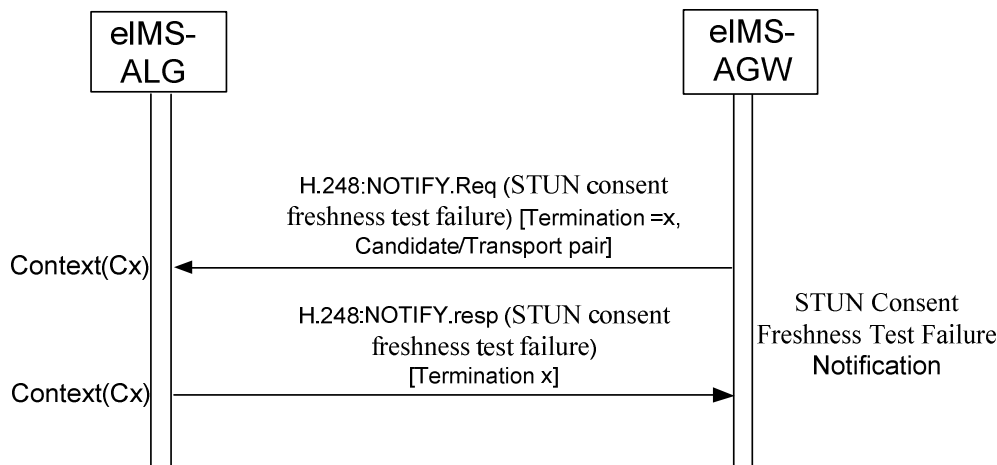 eIMS-
ALG
eIMS-
AGW
H.248:NOTIFY.Req (STUN consent
freshness test failure) [Termination =x,
Candidate/Transport pair]
Context(Cx)
H.248:NOTIFY.resp (STUN consent
freshness test failure)
[Termination x]
Context(Cx)
STUN Consent
Freshness Test Failure
Notification